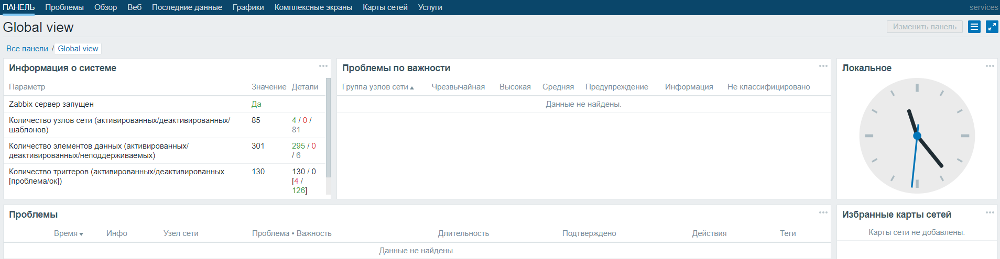 ПАНЕЛЬ Проблемы Обзор Веб Последние данные Графики Комплексные экраны Карты сетей Услуги services
Global view Изменить панель
Все панели / Global view
Информация о системе
Параметр Значение Детали
Zabbix сервер запущен Да
Количество узлов сети (активированных/деактивированных/ 85 4 / 0 /
шаблонов) 81
Количество элементов данных (активированных/ 301 295 / 0
деактивированных/неподдерживаемых) / 6
Количество триггеров (активированных/деактивированных 130 130 / 0
[проблема/ок]) [4 /
126]
Проблемы по важности
Группа узлов сети Чрезвычайная Высокая Средняя Предупреждение Информация Не классифицировано
Данные не найдены.
Локальное
Проблемы
Время Инфо Узел сети Проблема • Важность Длительность Подтверждено Действия Теги
Данные не найдены.
Избранные карты сетей
Карты сети не добавлены.